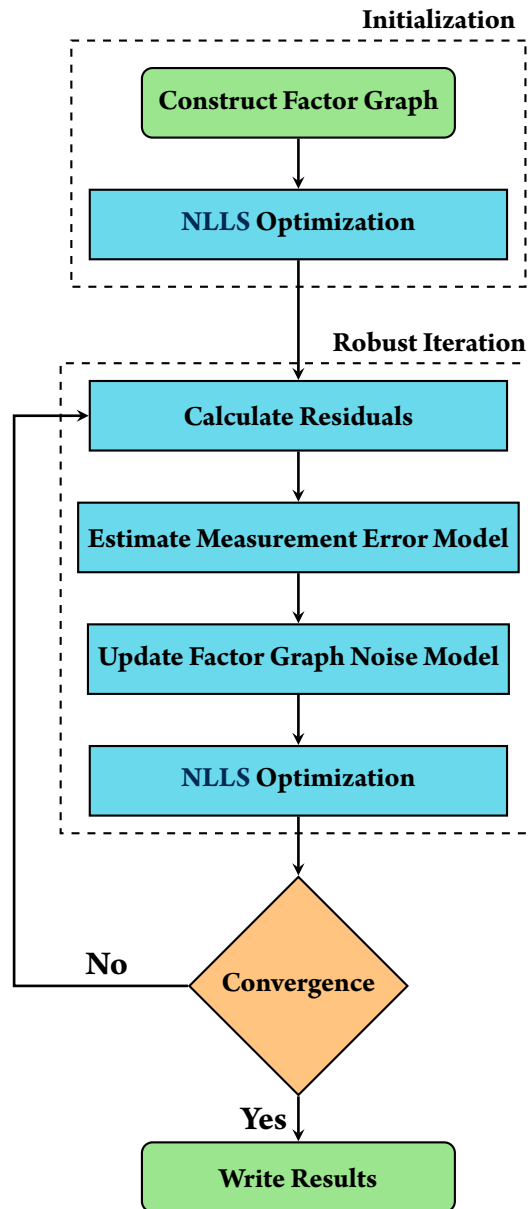 Initialization
Construct Factor Graph
NLLS Optimization
Robust Iteration
Calculate Residuals
Estimate Measurement Error Model
Update Factor Graph Noise Model
NLLS Optimization
No
Convergence
Yes
Write Results